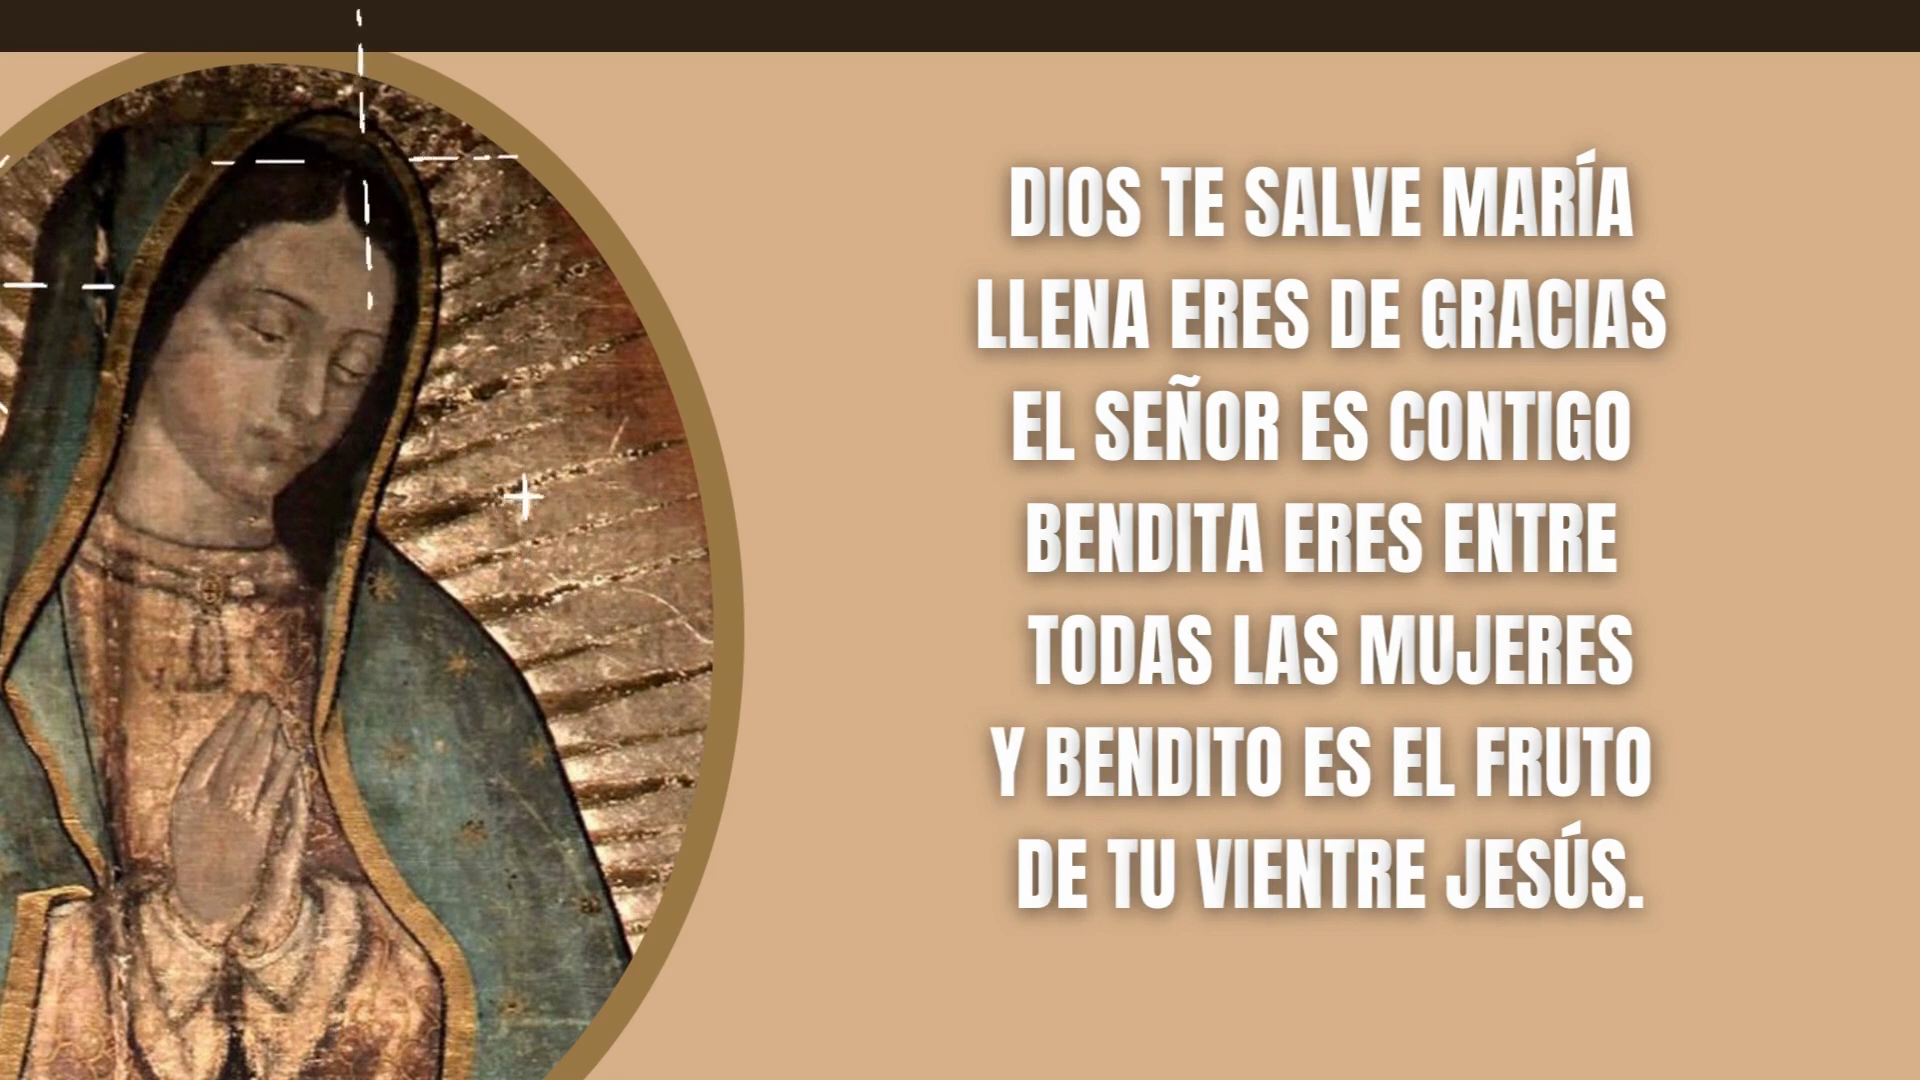 DIOS TE SALVE MARÍA
LLENA ERES DE GRACIAS
EL SEÑOR ES CONTIGO
BENDITA ERES ENTRE
TODAS LAS MUJERES
Y BENDITO ES EL FRUTO
DE TU VIENTRE JESÚS.